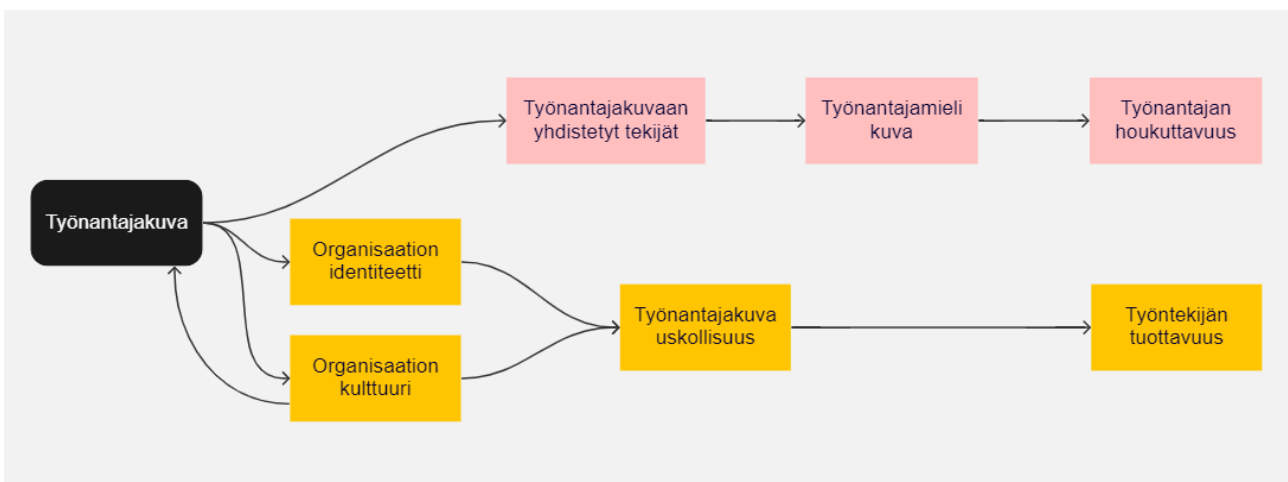 Työnantajakuvaan
yhdistetyt tekijät
Työnantajamieli
kuva
Työnantajan
houkuttavuus
Työnantajakuva
Organisaation
identiteetti
Organisaation
kulttuuri
Työnantajakuva
uskollisuus
Työntekijän
tuottavuus